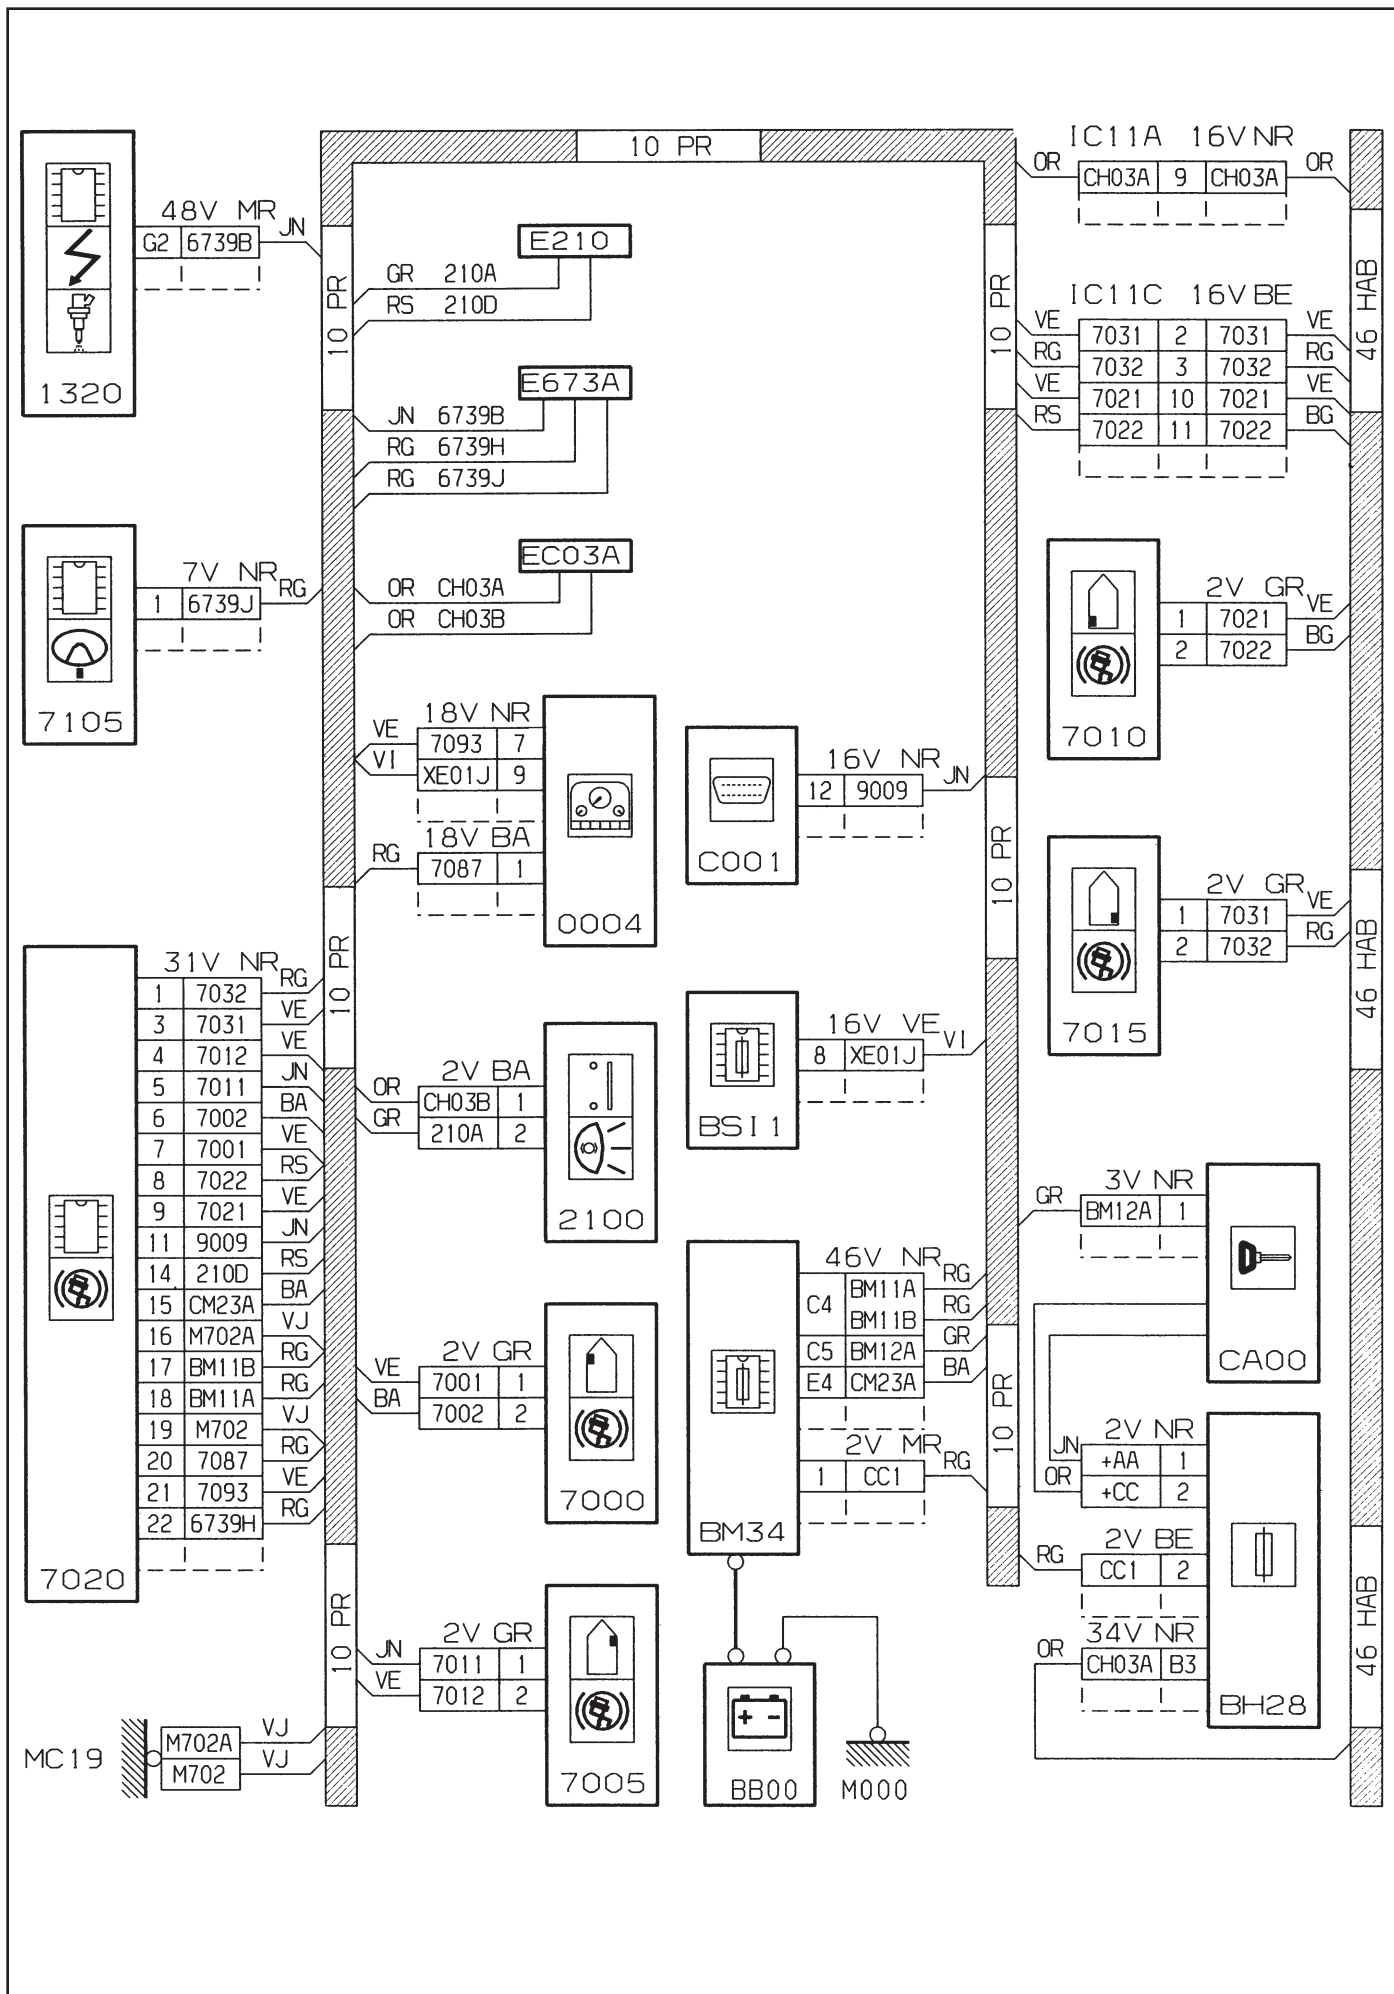 10 PR
48V MR
G2 6739B JN
1320
10 PR
E210
GR 210A
RS 210D
E673A
JN 6739B
RG 6739H
RG 6739J
EC03A
OR CH03A
OR CH03B
7V NR
1 6739J RG
7105
18V NR
VE 7093 7
VI XE01J 9
18V BA
RG 7087 1
0004
16V NR
12 9009 JN
C001
10 PR
31V NR
1 7032 RG
3 7031 VE
4 7012 VE
5 7011 JN
6 7002 BA
7 7001 VE
8 7022 RS
9 7021 VE
11 9009 JN
14 210D RS
15 CM23A BA
16 M702A VJ
17 BM11B RG
18 BM11A RG
19 M702 VJ
20 7087 RG
21 7093 VE
22 6739H RG
7020
10 PR
2V BA
OR CH03B 1
GR 210A 2
2100
16V VE
8 XE01J VI
BSI1
2V GR
VE 7001 1
BA 7002 2
7000
46V NR
C4 BM11A RG
BM11B RG
C5 BM12A GR
E4 CM23A BA
2V MR
1 CC1 RG
BM34
2V GR
JN 7011 1
VE 7012 2
7005
BB00
+ -
M000
MC19
M702A VJ
M702 VJ
10 PR
10 PR
10 PR
IC11A 16V NR
OR CH03A 9 CH03A OR
IC11C 16V BE
VE 7031 2 7031 VE
RG 7032 3 7032 RG
VE 7021 10 7021 VE
RS 7022 11 7022 BG
46 HAB
2V GR
1 7021 VE
2 7022 BG
7010
2V GR
1 7031 VE
2 7032 RG
7015
46 HAB
3V NR
GR BM12A 1
CA00
2V NR
JN +AA 1
OR +CC 2
2V BE
RG CC1 2
34V NR
OR CH03A B3
BH28
46 HAB